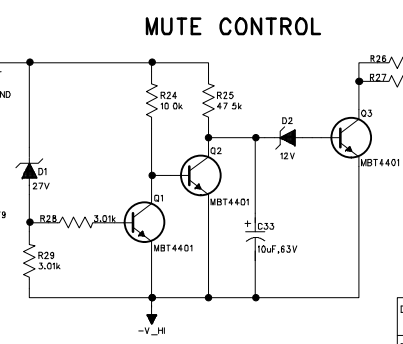 MUTE CONTROL
R26
R27
ND
R24
10.0k
R25
47.5k
D2
12V
Q3
MBT4401
D1
27V
Q2
MBT4401
Q1
MBT4401
R28
3.01k
R29
3.01k
+
C33
10uF,63V
-V_HI